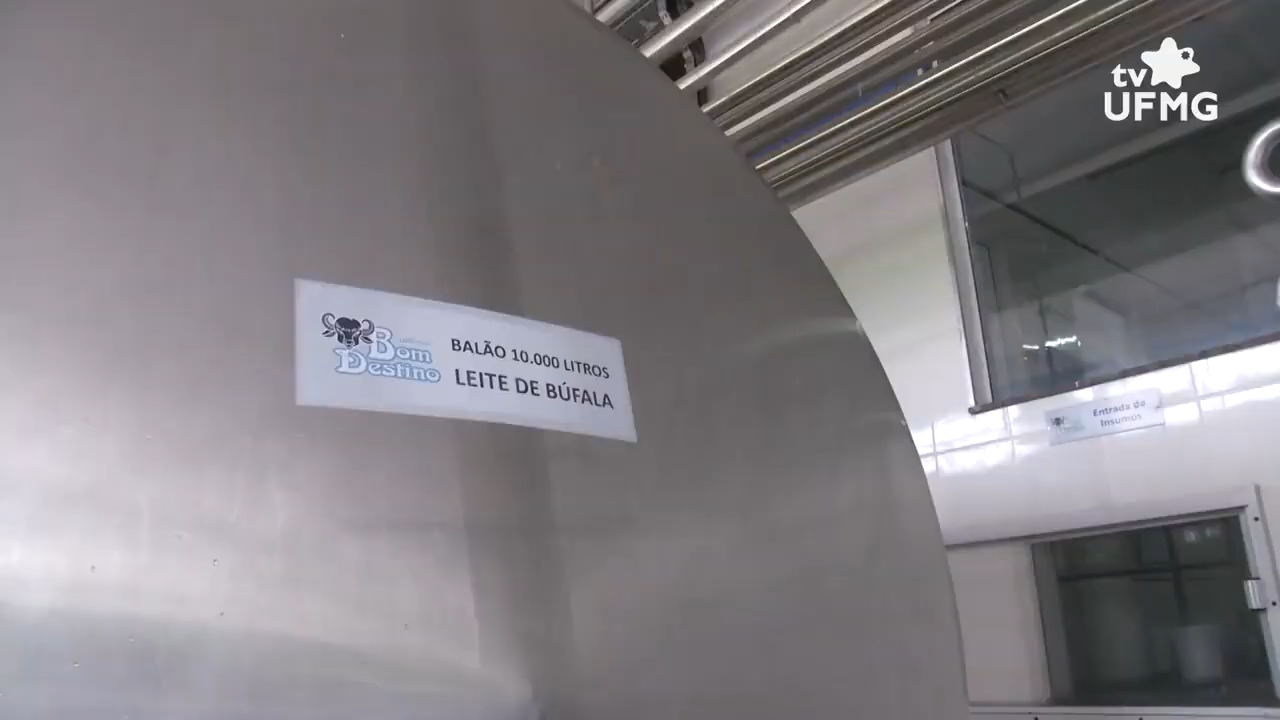 tv
UFMG
Bom
Destino
BALÃO 10.000 LITROS
LEITE DE BÚFALA
Entrada de
Insumos